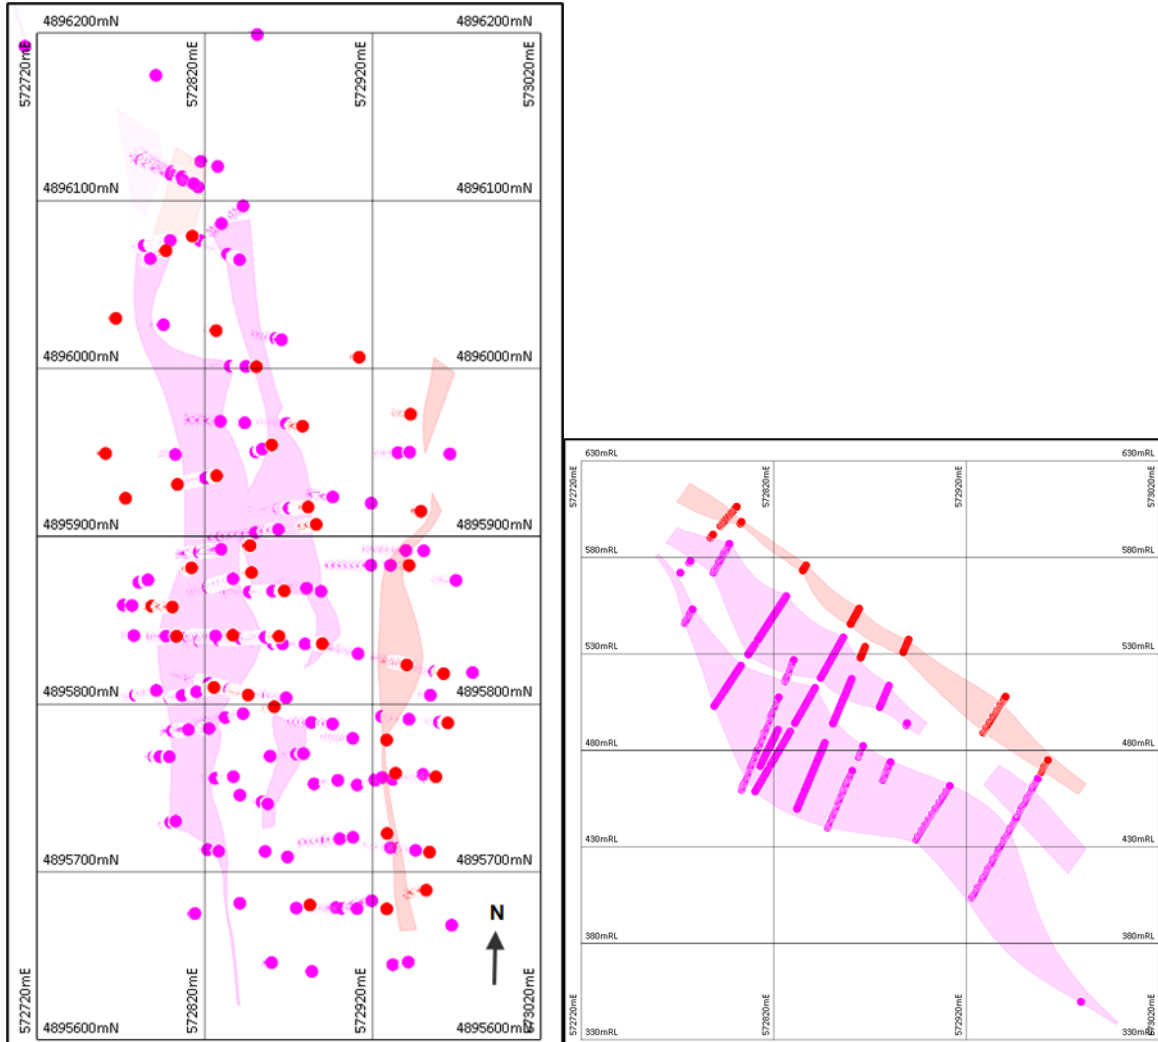 4896200mN 4896200mN
572720mE 572820mE 572920mE 573020mE
4896100mN 4896100mN
4896000mN 4896000mN
4895900mN 4895900mN
4895800mN 4895800mN
4895700mN 4895700mN
N
572720mE 572820mE 572920mE 573020mE
4895600mN 4895600mN
630mRL 630mRL
572720mE 572820mE 572920mE 573020mE
580mRL 580mRL
530mRL 530mRL
480mRL 480mRL
430mRL 430mRL
380mRL 380mRL
572720mE 572820mE 572920mE 573020mE
330mRL 330mRL